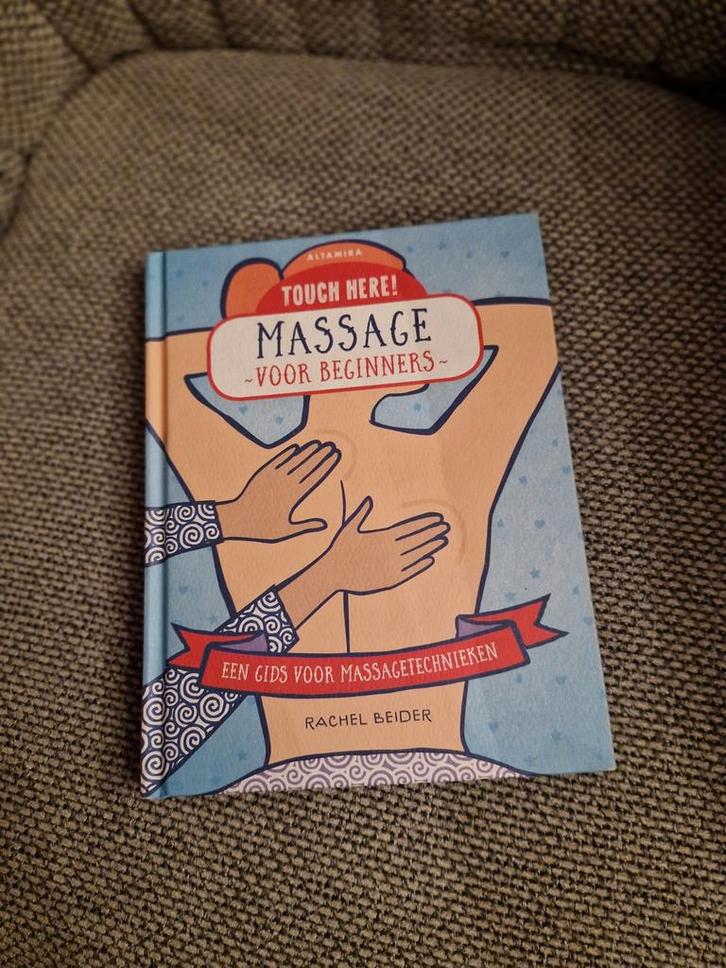 ALTAMIRA
TOUCH HERE!
MASSAGE
~VOOR BEGINNERS~
EEN GIDS VOOR MASSAGETECHNIEKEN
RACHEL BEIDER